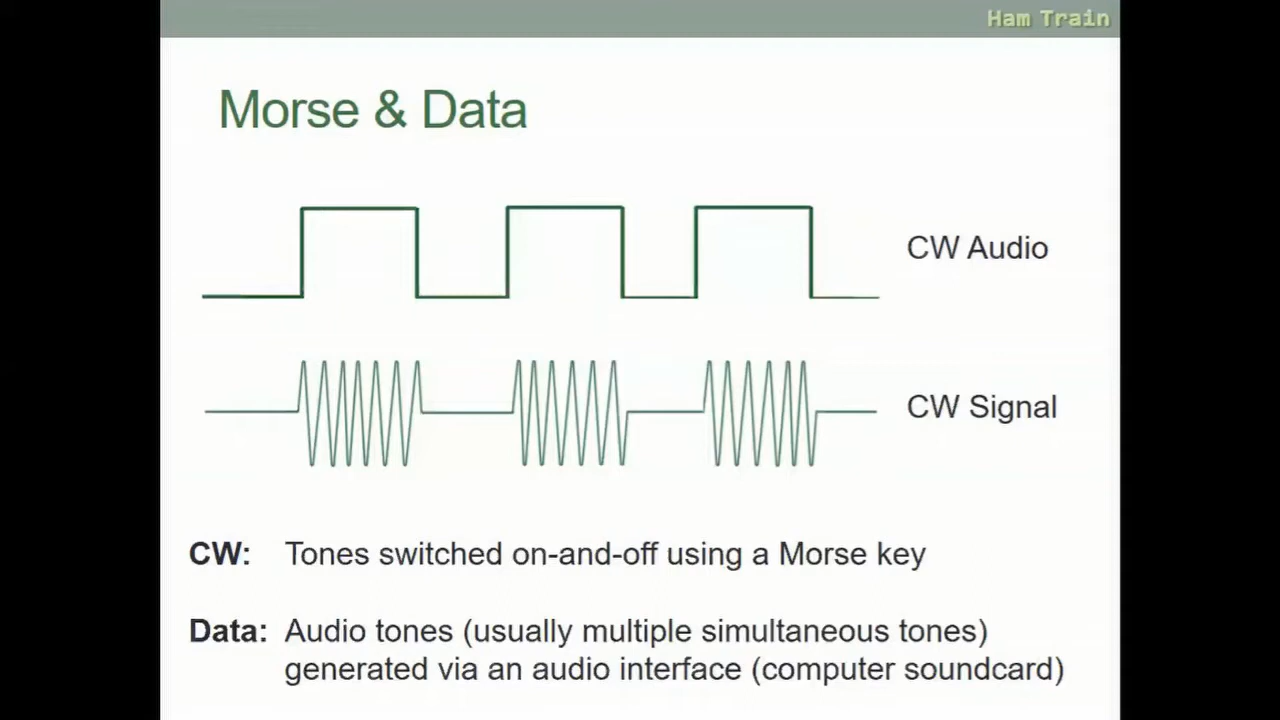 Ham Train
Morse & Data
CW Audio
CW Signal
CW: Tones switched on-and-off using a Morse key
Data: Audio tones (usually multiple simultaneous tones)
generated via an audio interface (computer soundcard)